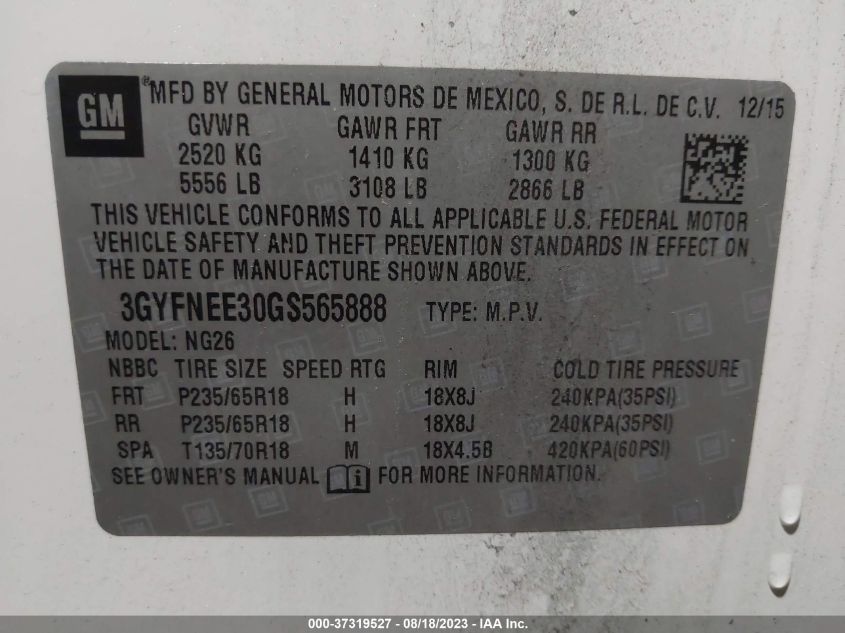 GM ® MFD BY GENERAL MOTORS DE MEXICO, S. DE R.L. DE C.V. 12/15
GVWR GAWR FRT GAWR RR
2520 KG 1410 KG 1300 KG
5556 LB 3108 LB 2866 LB
THIS VEHICLE CONFORMS TO ALL APPLICABLE U.S. FEDERAL MOTOR
VEHICLE SAFETY AND THEFT PREVENTION STANDARDS IN EFFECT ON
THE DATE OF MANUFACTURE SHOWN ABOVE.
3GYFNEE30GS565888 TYPE: M.P.V.
MODEL: NG26
NBBC TIRE SIZE SPEED RTG RIM COLD TIRE PRESSURE
FRT P235/65R18 H 18X8J 240KPA(35PSI)
RR P235/65R18 H 18X8J 240KPA(35PSI)
SPA T135/70R18 M 18X4.5B 420KPA(60PSI)
SEE OWNER'S MANUAL FOR MORE INFORMATION.
000-37319527 - 08/18/2023 - IAA Inc.